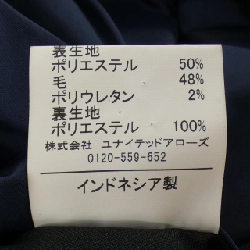 表生地
ポリエステル 50%
毛 48%
ポリウレタン 2%
裏生地
ポリエステル 100%
株式会社 ユナイテッドアローズ
0120-559-652
インドネシア製